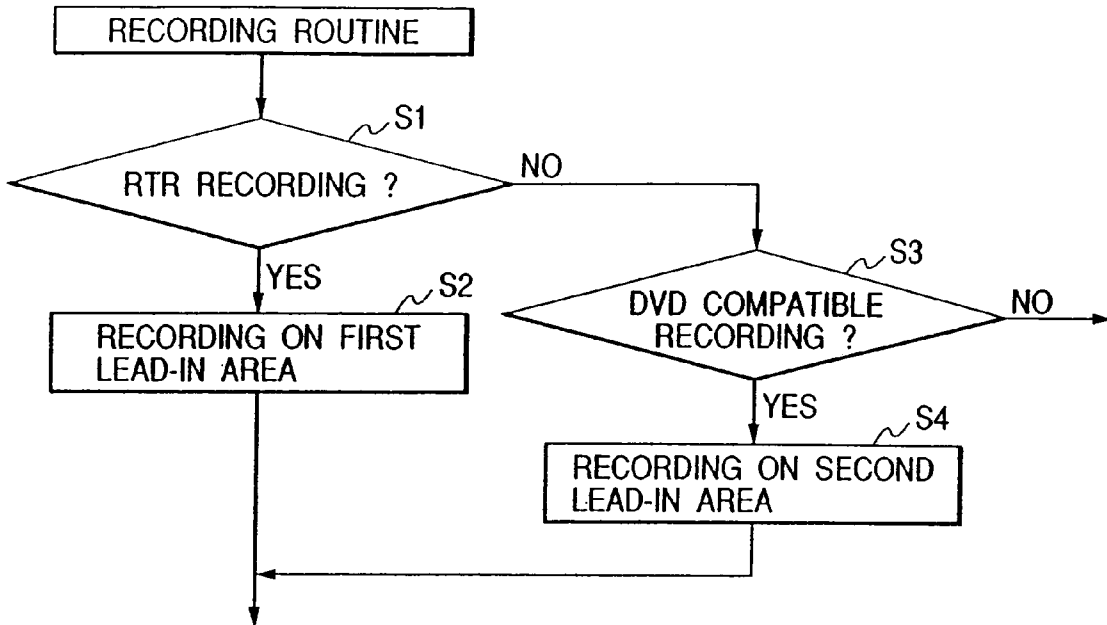 RECORDING ROUTINE
S1
RTR RECORDING ?
NO
YES
S2
RECORDING ON FIRST
LEAD-IN AREA
S3
DVD COMPATIBLE
RECORDING ?
NO
YES
S4
RECORDING ON SECOND
LEAD-IN AREA